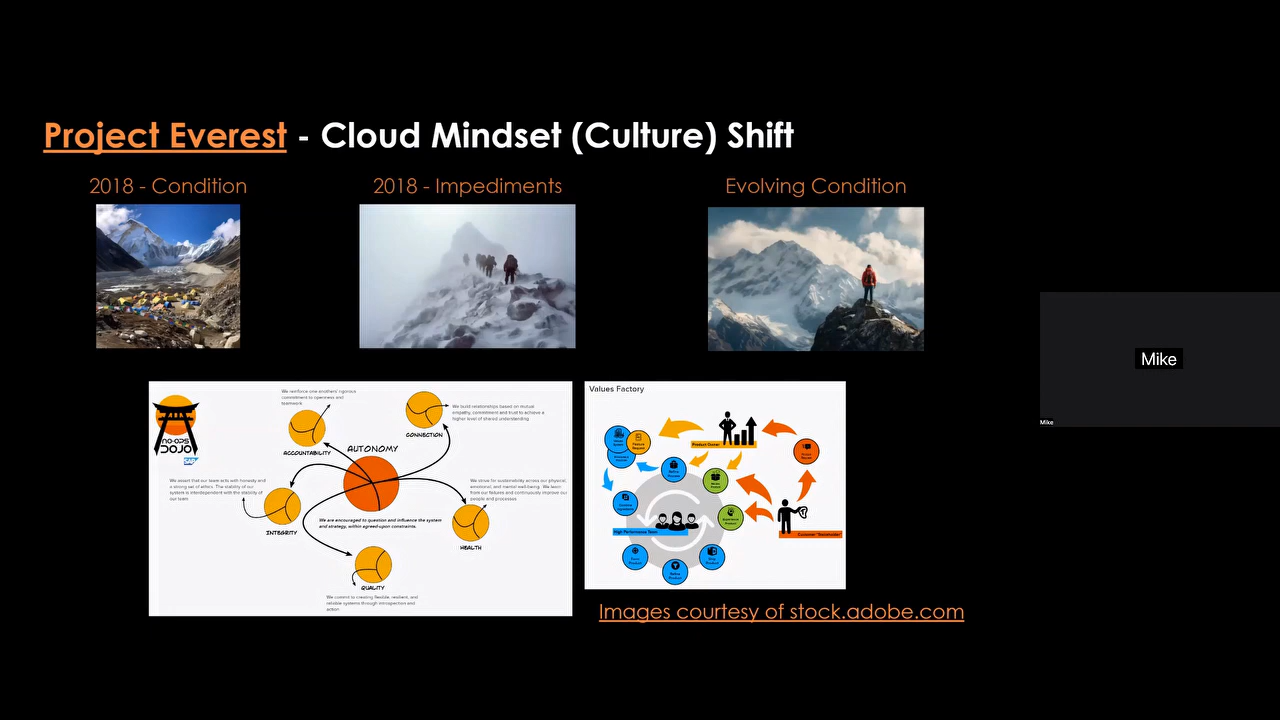 Project Everest - Cloud Mindset (Culture) Shift
2018 - Condition
2018 - Impediments
Evolving Condition
NO-OPS
DOJO
SAP
We reinforce one anothers' rigorous
commitment to openness and
teamwork
ACCOUNTABILITY
AUTONOMY
CONNECTION
We build relationships based on mutual
empathy, commitment and trust to achieve a
higher level of shared understanding.
We assert that our team acts with honesty and
a strong set of ethics. The stability of our
system is interdependent with the stability of
our team
INTEGRITY
We are encouraged to question and influence the system
and strategy, within agreed-upon constraints.
We strive for sustainability across our physical,
emotional, and mental well-being. We learn
from our failures and continuously improve our
people and processes
HEALTH
QUALITY
We commit to creating flexible, resilient, and
reliable systems through introspection and
action
Values Factory
Product Owner
High Performance Team
Customer "Stakeholder"
Images courtesy of stock.adobe.com
Mike
Mike